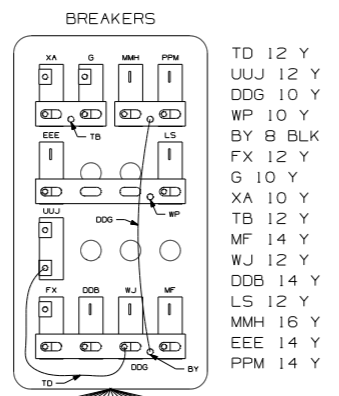 BREAKERS
XA G MMH PPM
TB
EEE LS
WP
UUJ
DDG
FX DDB WJ MF
DDG
BY
TD
TD 12 Y
UUJ 12 Y
DDG 10 Y
WP 10 Y
BY 8 BLK
FX 12 Y
G 10 Y
XA 10 Y
TB 12 Y
MF 14 Y
WJ 12 Y
DDB 14 Y
LS 12 Y
MMH 16 Y
EEE 14 Y
PPM 14 Y